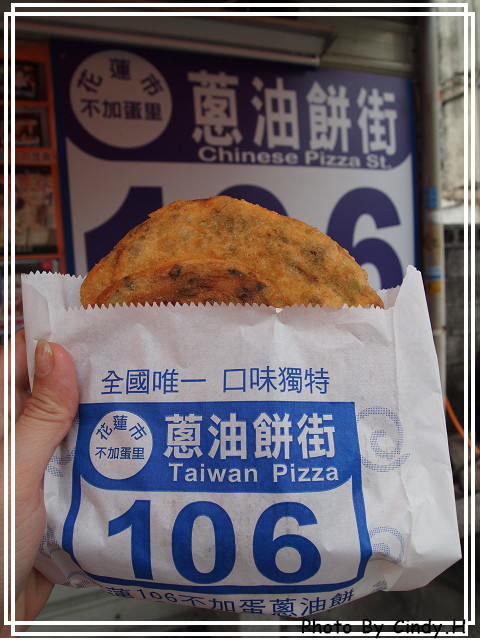 花蓮市
不加蛋里
蔥油餅街
Chinese Pizza St.
106
全國唯一 口味獨特
花蓮市
不加蛋里
蔥油餅街
Taiwan Pizza
106
蓮106不加蛋蔥油餅
Photo By Cindy.H